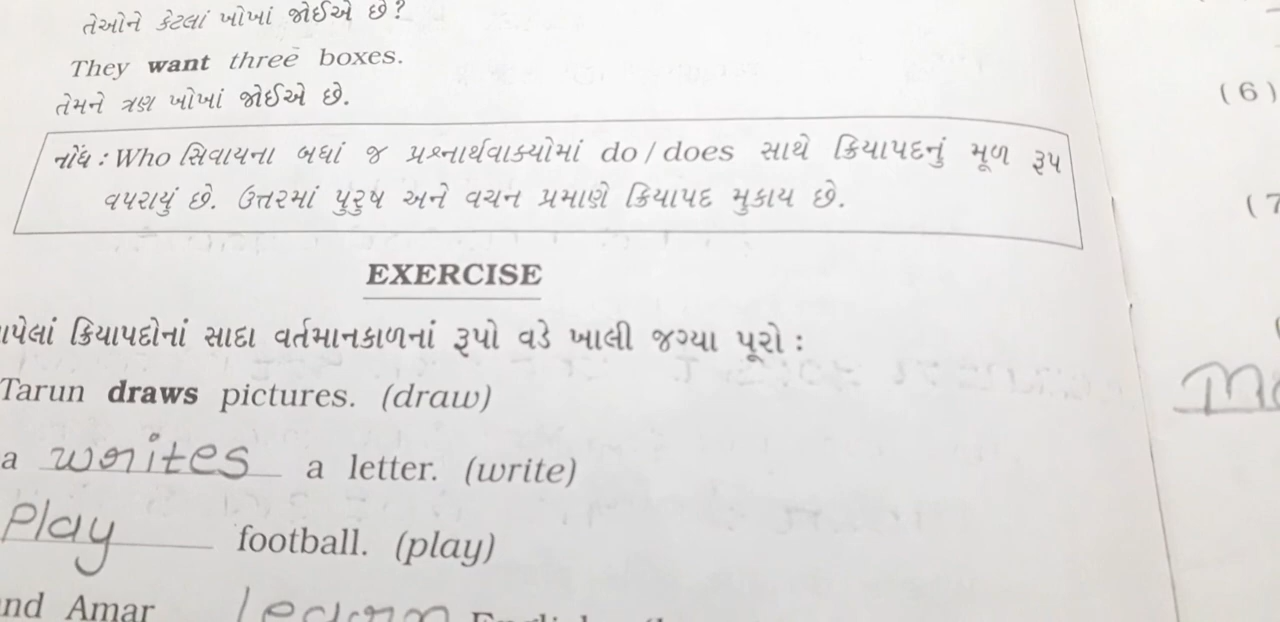 તેઓને કેટલાં ખોખાં જોઈએ છે?
They want three boxes.
તેમને ત્રણ ખોખાં જોઈએ છે.
(6)
નોંધ : Who સિવાયના બધાં જ પ્રશ્નાર્થવાક્યોમાં do / does સાથે ક્રિયાપદનું મૂળ રૂપ
વપરાયું છે. ઉત્તરમાં પુરુષ અને વચન પ્રમાણે ક્રિયાપદ મુકાય છે.
(7
EXERCISE
ક્રિયાપદોનાં સાદા વર્તમાનકાળનાં રૂપો વડે ખાલી જગ્યા પૂરો :
Tarun draws pictures. (draw)
a writes a letter. (write)
Play football. (play)
Amar learn